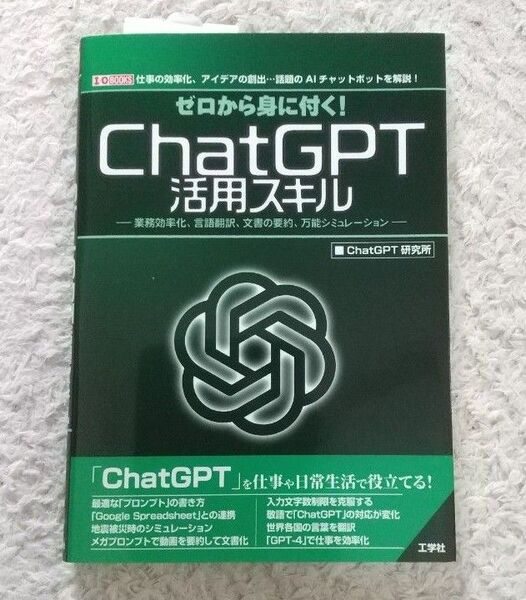 I/O BOOKS 仕事の効率化、アイデアの創出…話題の AI チャットボットを解説！
ゼロから身に付く！
ChatGPT
活用スキル
業務効率化、言語翻訳、文書の要約、万能シミュレーション
■ ChatGPT 研究所
「ChatGPT」を仕事や日常生活で役立てる！
最適な「プロンプト」の書き方
「Google Spreadsheet」との連携
地震被災時のシミュレーション
メガプロンプトで動画を要約して文書化
入力文字数制限を克服する
敬語で「ChatGPT」の対応が変化
世界各国の言葉を翻訳
「GPT-4」で仕事を効率化
工学社